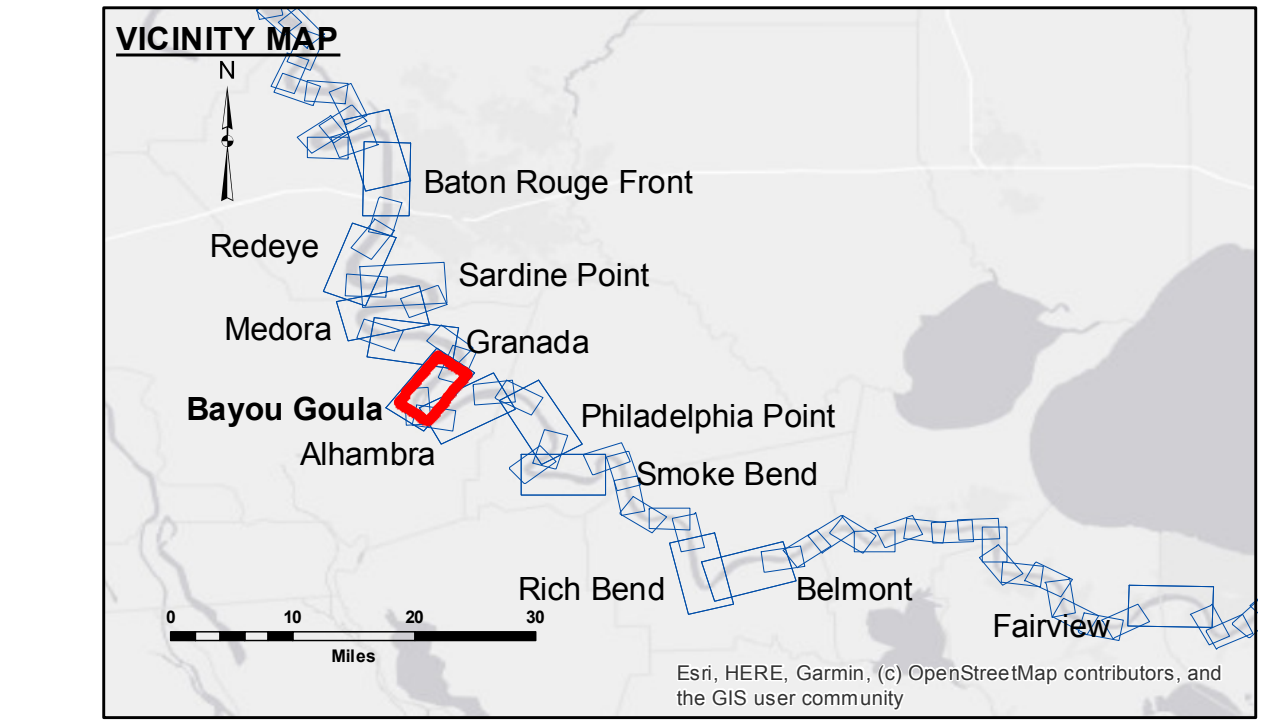 VICINITY MAP
N
Baton Rouge Front
Redeye
Sardine Point
Medora
Granada
Bayou Goula
Philadelphia Point
Alhambra
Smoke Bend
Rich Bend
Belmont
Fairview
0 10 20 30
Miles
Esri, HERE, Garmin, (c) OpenStreetMap contributors, and
the GIS user community